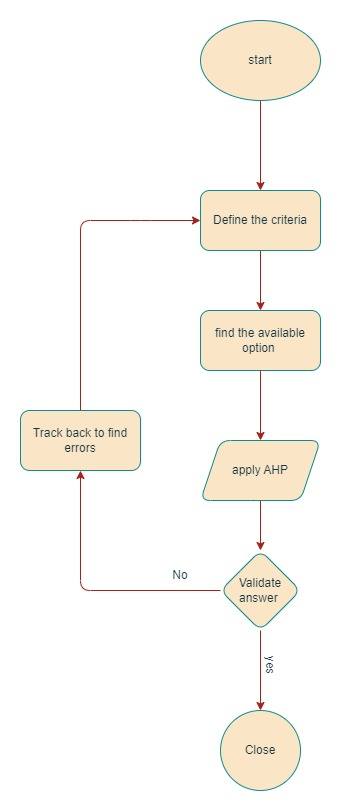 start
Define the criteria
find the available
option
Track back to find
errors
apply AHP
No
Validate
answer
yes
Close